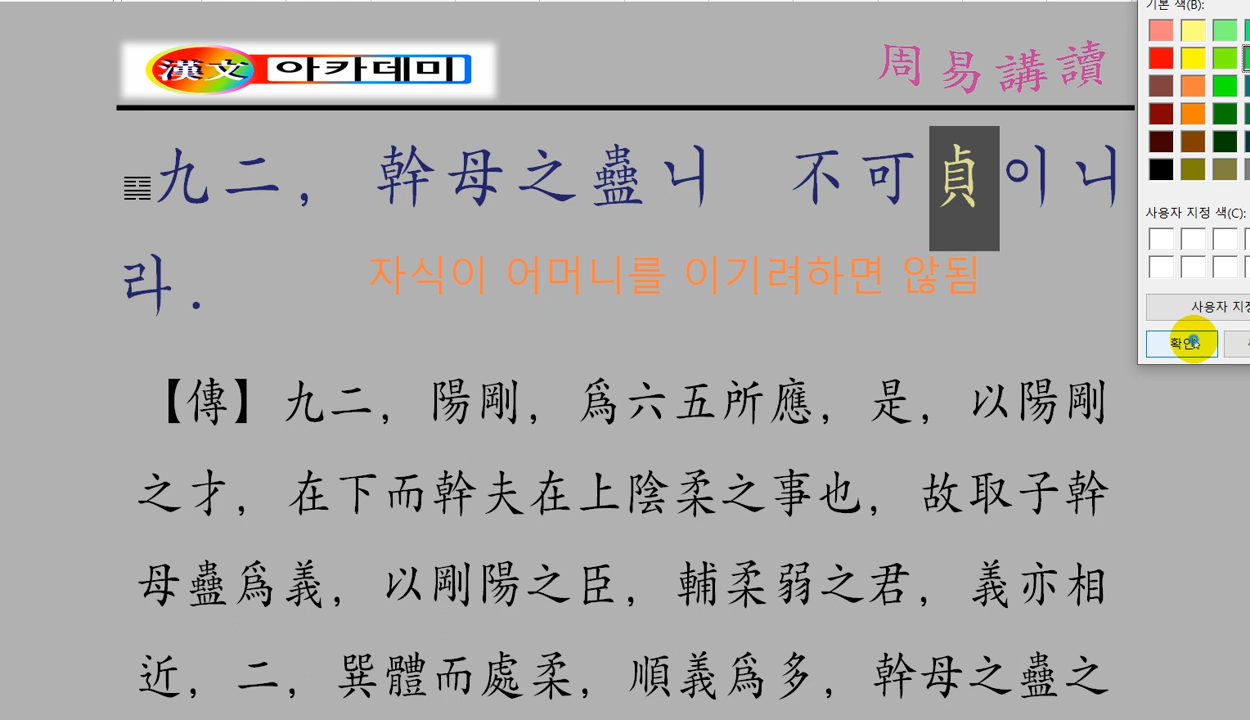 기본 색(B):
漢文 아카데미
周易講讀
九二, 幹母之蠱니 不可貞이니
라.
자식이 어머니를 이기려하면 않됨
사용자 지정 색(C):
사용자 지정
확인
【傳】九二, 陽剛, 爲六五所應, 是, 以陽剛
之才, 在下而幹夫在上陰柔之事也, 故取子幹
母蠱爲義, 以剛陽之臣, 輔柔弱之君, 義亦相
近, 二, 巽體而處柔, 順義爲多, 幹母之蠱之